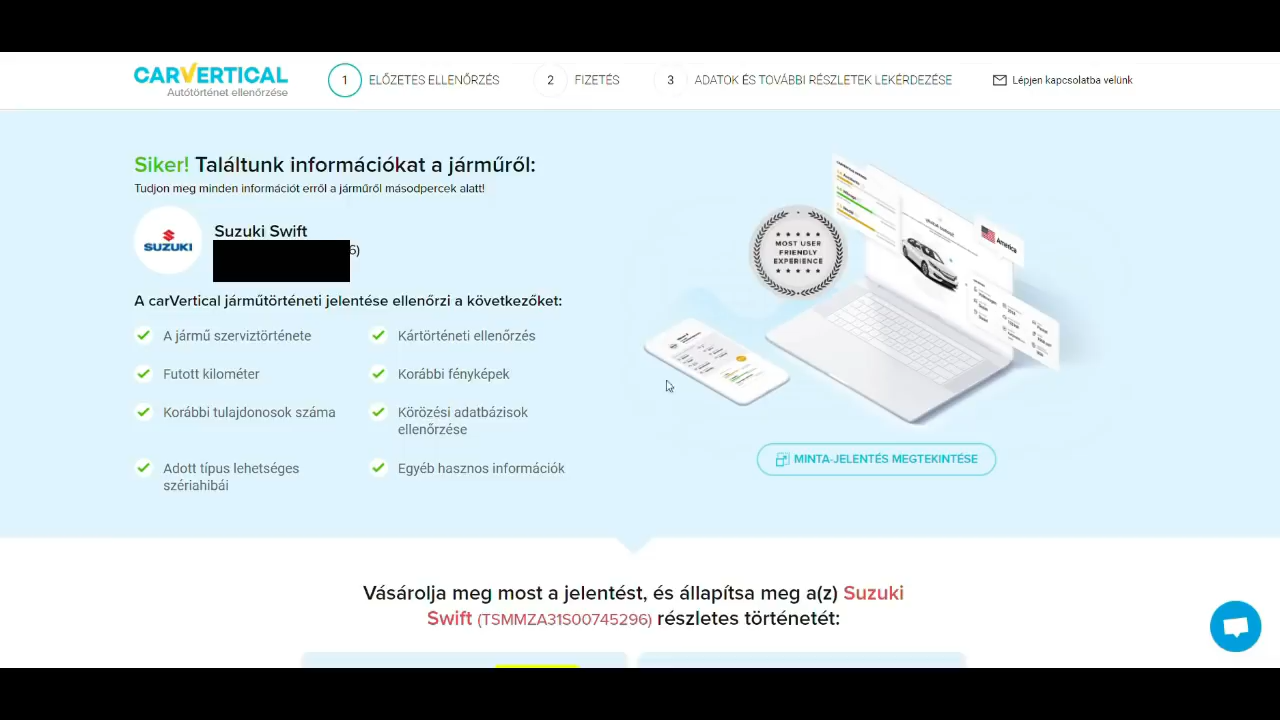 CARVERTICAL
Autótörténet ellenőrzése
1 ELŐZETES ELLENŐRZÉS
2 FIZETÉS
3 ADATOK ÉS TOVÁBBI RÉSZLETEK LEKÉRDEZÉSE
Lépjen kapcsolatba velünk
Siker! Találtunk információkat a járműről:
Tudjon meg minden információt erről a járműről másodpercek alatt!
SUZUKI
Suzuki Swift
6)
A carVertical járműtörténeti jelentése ellenőrzi a következőket:
A jármű szerviztörténete
Kártörténeti ellenőrzés
Futott kilométer
Korábbi fényképek
Korábbi tulajdonosok száma
Körözési adatbázisok
ellenőrzése
Adott típus lehetséges
szériahibái
Egyéb hasznos információk
MOST USER
FRIENDLY
EXPERIENCE
America
MINTA-JELENTÉS MEGTEKINTÉSE
Vásárolja meg most a jelentést, és állapítsa meg a(z) Suzuki
Swift (TSMMZA31S00745296) részletes történetét: